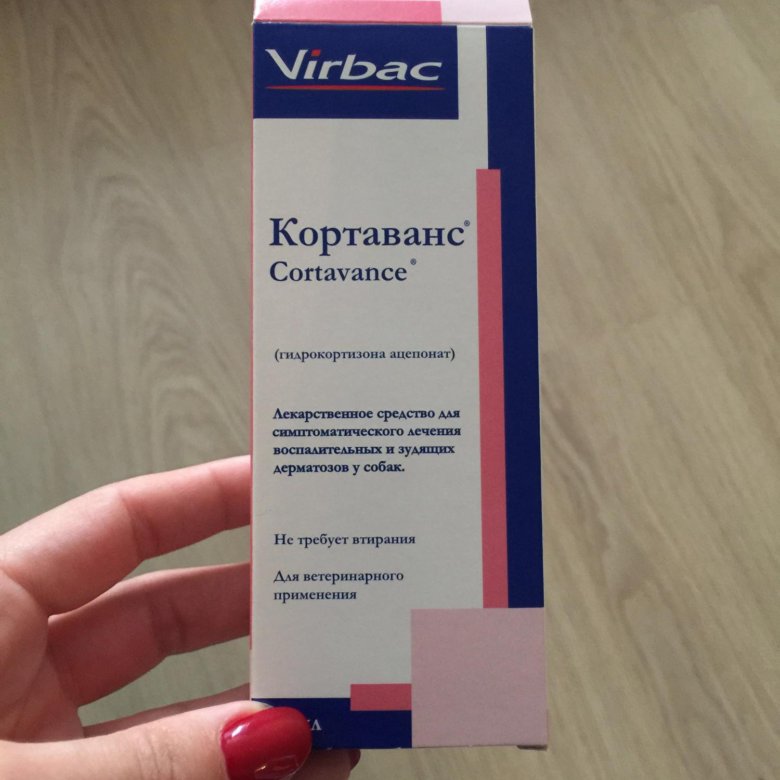 Virbac
Кортаванс®
Cortavance®
(гидрокортизона ацепонат)
Лекарственное средство для
симптоматического лечения
воспалительных и зудящих
дерматозов у собак.
Не требует втирания
Для ветеринарного
применения